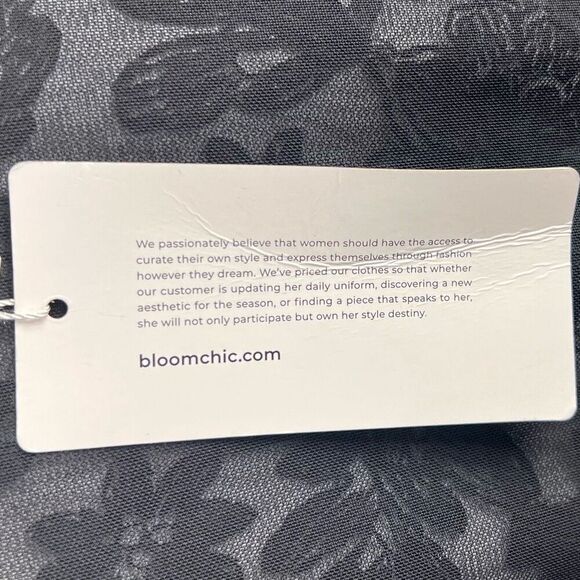 We passionately believe that women should have the access to
curate their own style and express themselves through fashion
however they dream. We've priced our clothes so that whether
our customer is updating her daily uniform, discovering a new
aesthetic for the season, or finding a piece that speaks to her,
she will not only participate but own her style destiny.
bloomchic.com